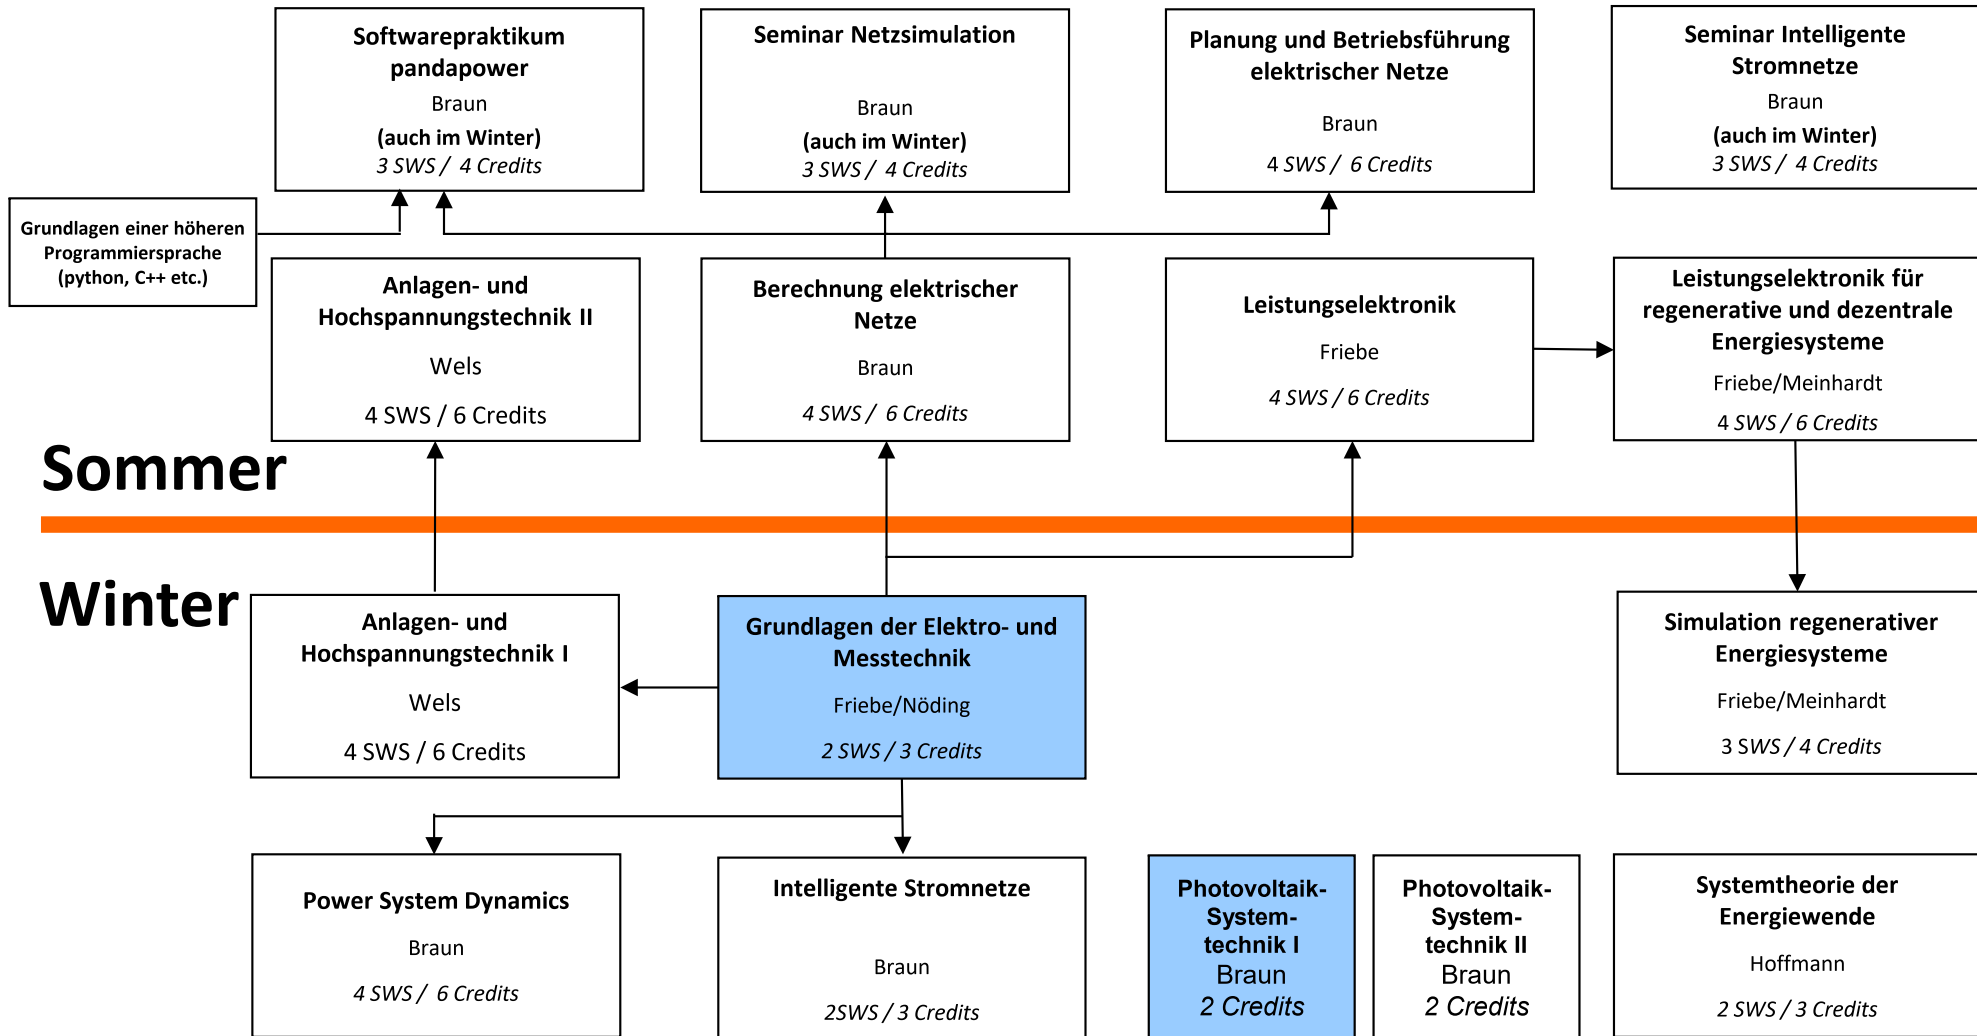 Softwarepraktikum
pandapower
Braun
(auch im Winter)
3 SWS / 4 Credits
Seminar Netzsimulation
Braun
(auch im Winter)
3 SWS / 4 Credits
Planung und Betriebsführung
elektrischer Netze
Braun
4 SWS / 6 Credits
Seminar Intelligente
Stromnetze
Braun
(auch im Winter)
3 SWS / 4 Credits
Grundlagen einer höheren
Programmiersprache
(python, C++ etc.)
Anlagen- und
Hochspannungstechnik II
Wels
4 SWS / 6 Credits
Berechnung elektrischer
Netze
Braun
4 SWS / 6 Credits
Leistungselektronik
Friebe
4 SWS / 6 Credits
Leistungselektronik für
regenerative und dezentrale
Energiesysteme
Friebe/Meinhardt
4 SWS / 6 Credits
Sommer
Winter
Anlagen- und
Hochspannungstechnik I
Wels
4 SWS / 6 Credits
Grundlagen der Elektro- und
Messtechnik
Friebe/Nöding
2 SWS / 3 Credits
Simulation regenerativer
Energiesysteme
Friebe/Meinhardt
3 SWS / 4 Credits
Power System Dynamics
Braun
4 SWS / 6 Credits
Intelligente Stromnetze
Braun
2SWS / 3 Credits
Photovoltaik-
System-
technik I
Braun
2 Credits
Photovoltaik-
System-
technik II
Braun
2 Credits
Systemtheorie der
Energiewende
Hoffmann
2 SWS / 3 Credits